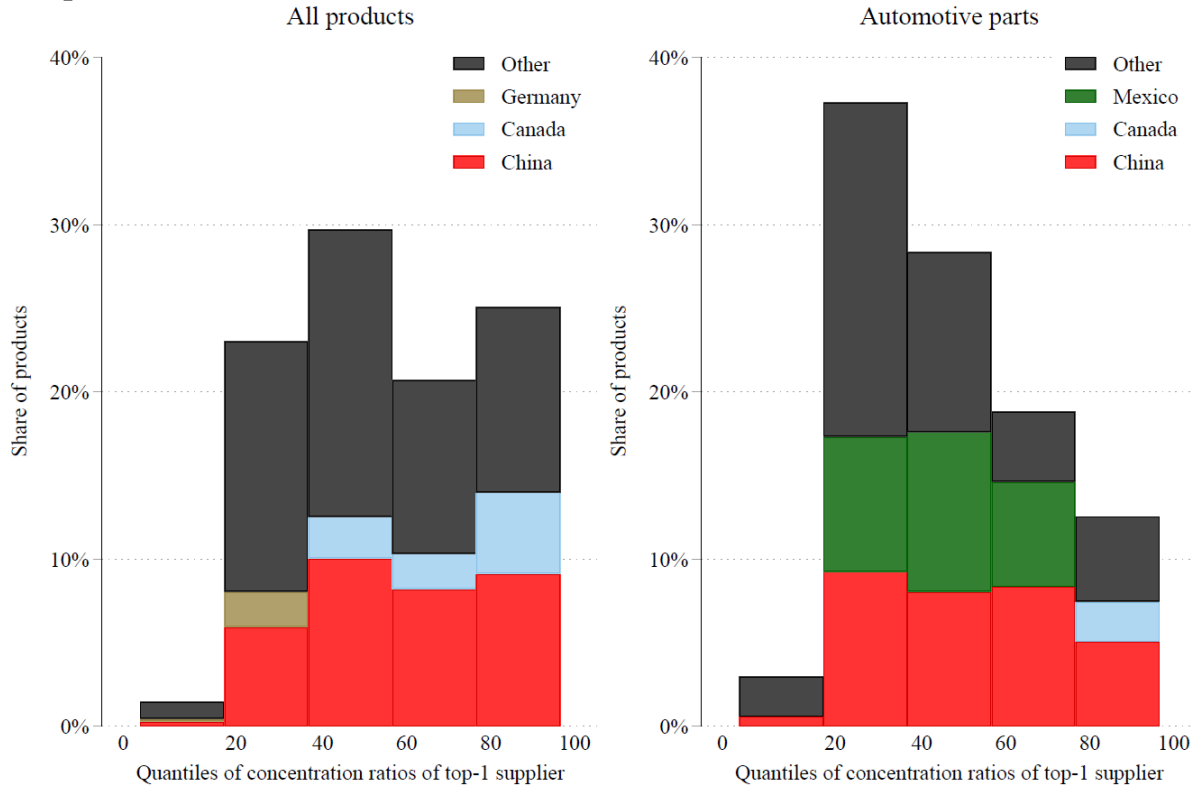 All products
40%
30%
20%
10%
0%
Share of products
Other
Germany
Canada
China
0 20 40 60 80 100
Quantiles of concentration ratios of top-1 supplier
Automotive parts
40%
30%
20%
10%
0%
Share of products
Other
Mexico
Canada
China
0 20 40 60 80 100
Quantiles of concentration ratios of top-1 supplier